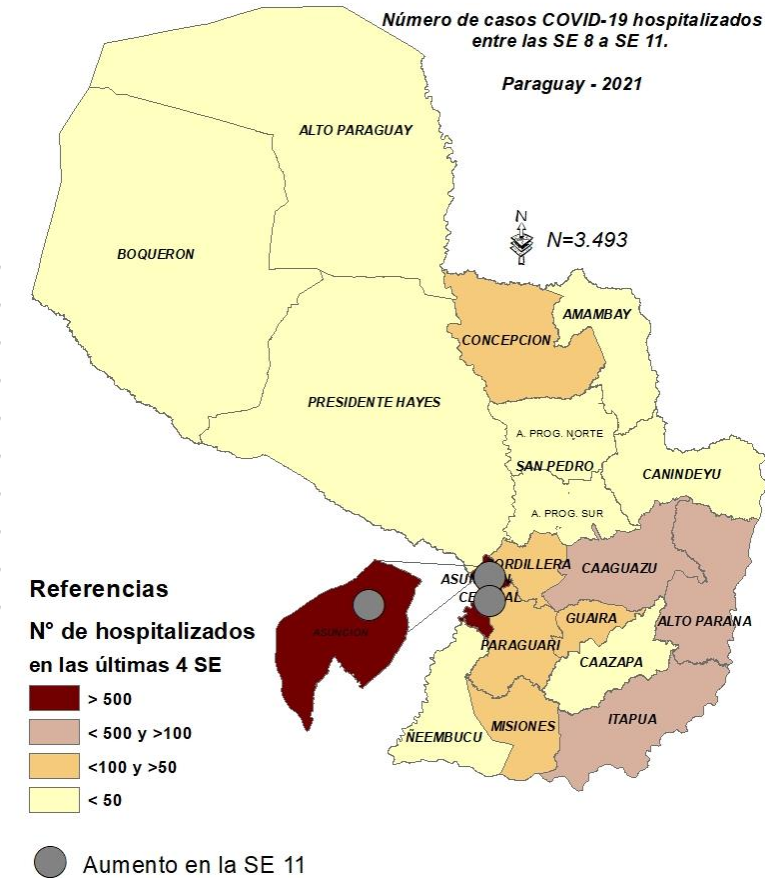 Número de casos COVID-19 hospitalizados
entre las SE 8 a SE 11.
Paraguay - 2021
ALTO PARAGUAY
N
N=3.493
BOQUERON
AMAMBAY
CONCEPCION
PRESIDENTE HAYES
A. PROG. NORTE
SAN PEDRO
CANINDEYU
A. PROG. SUR
ORDILLERA
CAAGUAZU
ASUNCION
GUAIRA
ALTO PARANA
PARAGUARI
CAAZAPA
ITAPUA
MISIONES
ÑEEMBUCU
Referencias
N° de hospitalizados
en las últimas 4 SE
> 500
< 500 y >100
<100 y >50
< 50
Aumento en la SE 11